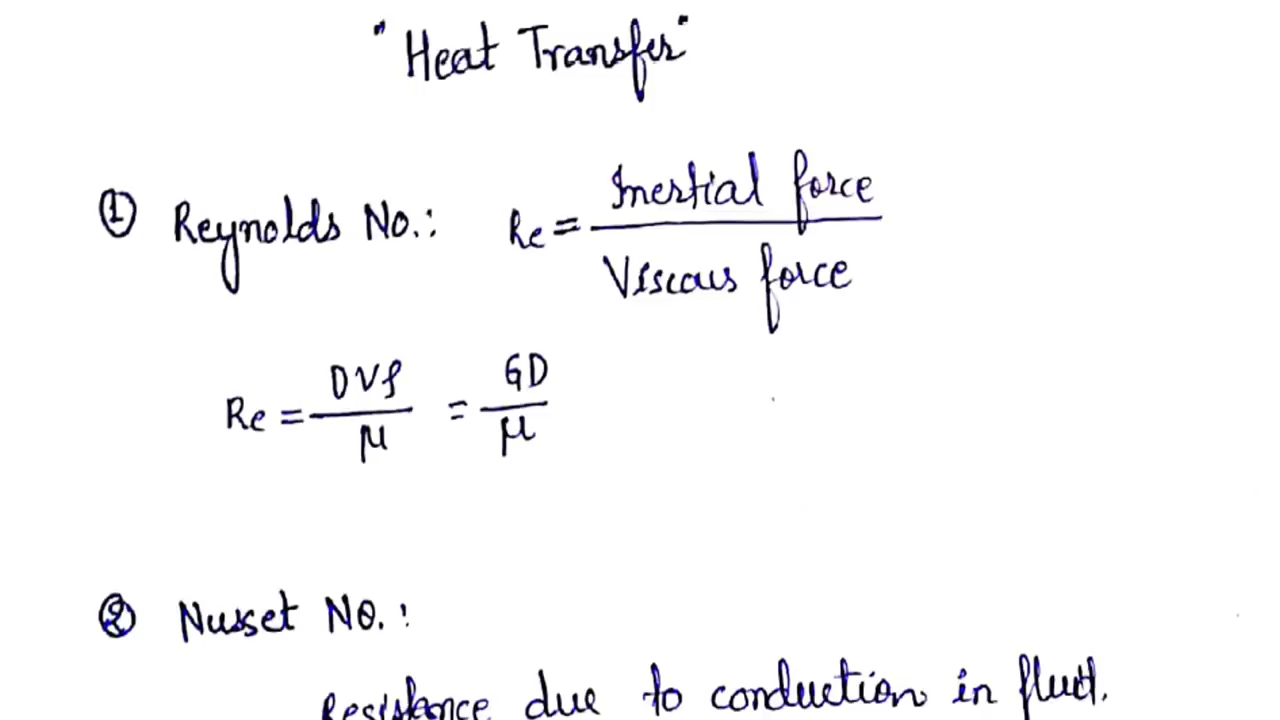 "Heat Transfer"
① Reynolds No.: Re = Inertial force / Viscous force
Re = DVρ / μ = GD / μ
② Nusset No.:
Resistance due to conduction in fluid.